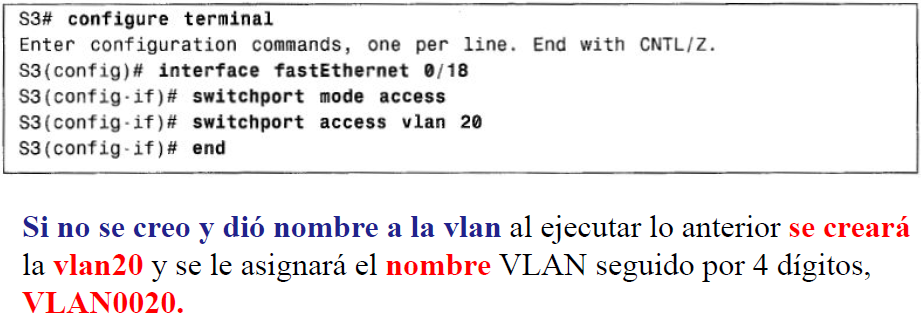 S3# configure terminal
Enter configuration commands, one per line. End with CNTL/Z.
S3(config)# interface fastEthernet 0/18
S3(config-if)# switchport mode access
S3(config-if)# switchport access vlan 20
S3(config-if)# end
Si no se creo y dió nombre a la vlan al ejecutar lo anterior se creará
la vlan20 y se le asignará el nombre VLAN seguido por 4 dígitos,
VLAN0020.